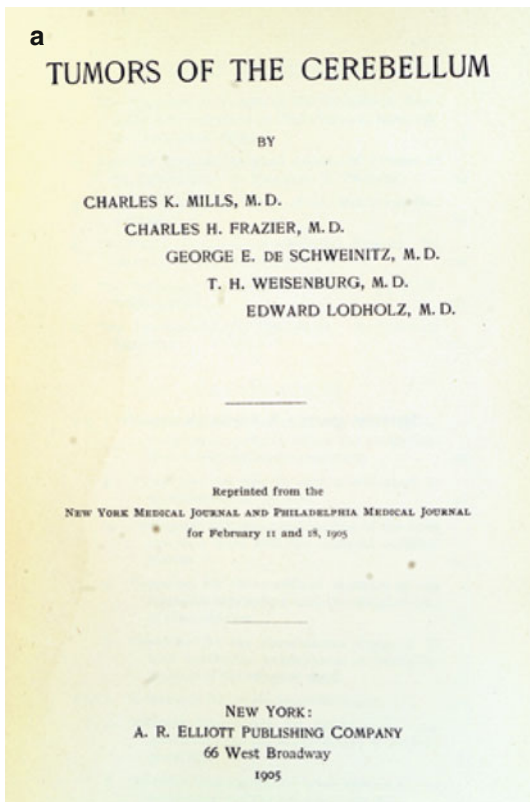 a
TUMORS OF THE CEREBELLUM
BY
CHARLES K. MILLS, M. D.
CHARLES H. FRAZIER, M. D.
GEORGE E. DE SCHWEINITZ, M. D.
T. H. WEISENBURG, M. D.
EDWARD LODHOLZ, M. D.
Reprinted from the
NEW YORK MEDICAL JOURNAL AND PHILADELPHIA MEDICAL JOURNAL
for February 11 and 18, 1905
NEW YORK:
A. R. ELLIOTT PUBLISHING COMPANY
66 West Broadway
1905